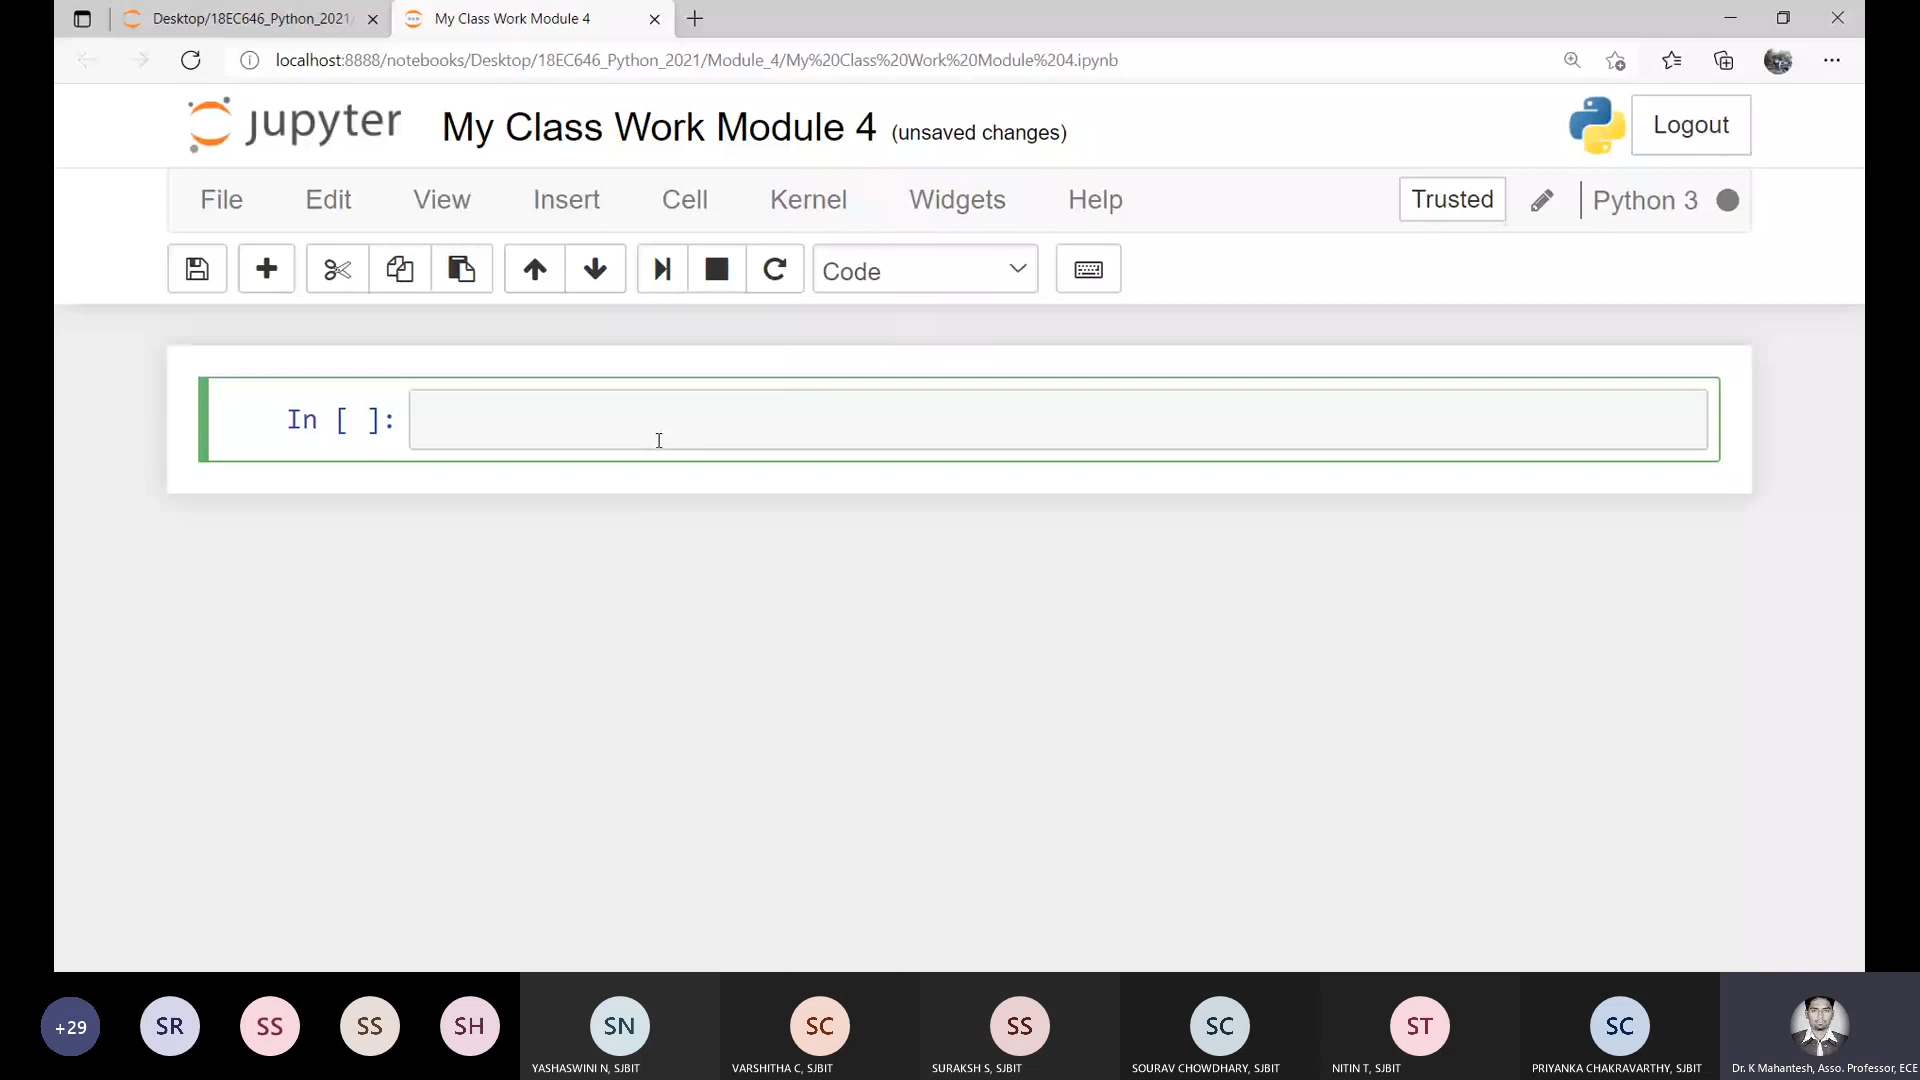 Desktop/18EC646_Python_2021/
My Class Work Module 4
localhost:8888/notebooks/Desktop/18EC646_Python_2021/Module_4/My%20Class%20Work%20Module%204.ipynb
jupyter My Class Work Module 4 (unsaved changes) Logout
File Edit View Insert Cell Kernel Widgets Help Trusted Python 3
Code
In [ ]:
+29 SR SS SS SH SN SC SS SC ST SC
YASHASWINI N, SJBIT VARSHITHA C, SJBIT SURAKSH S, SJBIT SOURAV CHOWDHARY, SJBIT NITIN T, SJBIT PRIYANKA CHAKRAVARTHY, SJBIT Dr. K Mahantesh, Asso. Professor, ECE